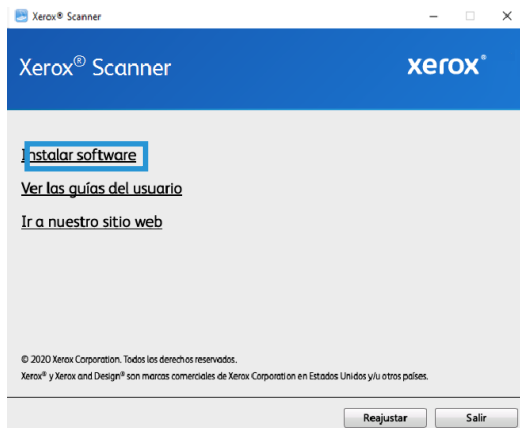 Xerox® Scanner
Xerox® Scanner
xerox®
Instalar software
Ver las guías del usuario
Ir a nuestro sitio web
© 2020 Xerox Corporation. Todos los derechos reservados.
Xerox® y Xerox and Design® son marcas comerciales de Xerox Corporation en Estados Unidos y/u otros países.
Reajustar
Salir